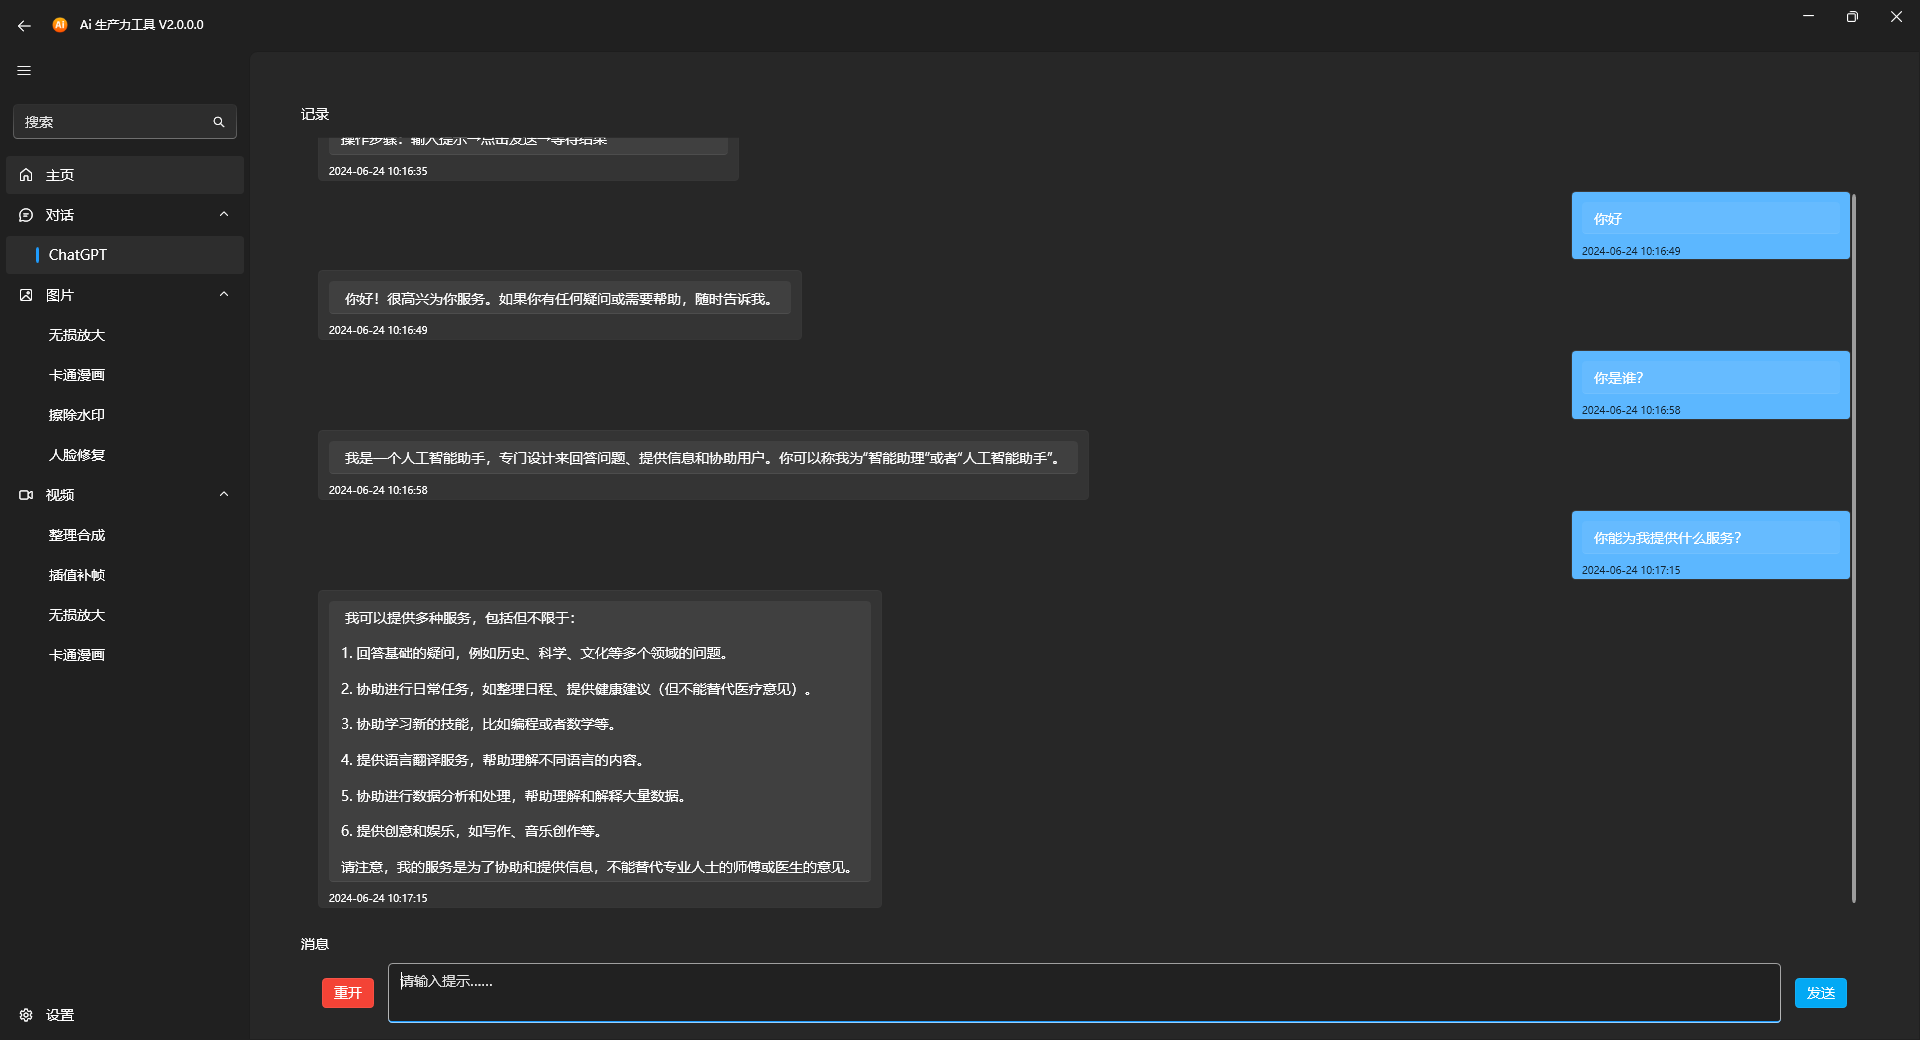 Ai
Ai 生产力工具 V2.0.0.0
搜索
主页
对话
ChatGPT
图片
无损放大
卡通漫画
擦除水印
人脸修复
视频
整理合成
插值补帧
无损放大
卡通漫画
设置
记录
操作步骤：输入提示→点击发送→等待结果
2024-06-24 10:16:35
你好
2024-06-24 10:16:49
你好！很高兴为你服务。如果你有任何疑问或需要帮助，随时告诉我。
2024-06-24 10:16:49
你是谁？
2024-06-24 10:16:58
我是一个人工智能助手，专门设计来回答问题、提供信息和协助用户。你可以称我为“智能助理”或者“人工智能助手”。
2024-06-24 10:16:58
你能为我提供什么服务？
2024-06-24 10:17:15
我可以提供多种服务，包括但不限于：
1. 回答基础的疑问，例如历史、科学、文化等多个领域的问题。
2. 协助进行日常任务，如整理日程、提供健康建议（但不能替代医疗意见）。
3. 协助学习新的技能，比如编程或者数学等。
4. 提供语言翻译服务，帮助理解不同语言的内容。
5. 协助进行数据分析和处理，帮助理解和解释大量数据。
6. 提供创意和娱乐，如写作、音乐创作等。
请注意，我的服务是为了协助和提供信息，不能替代专业人士的师傅或医生的意见。
2024-06-24 10:17:15
消息
重开
请输入提示......
发送